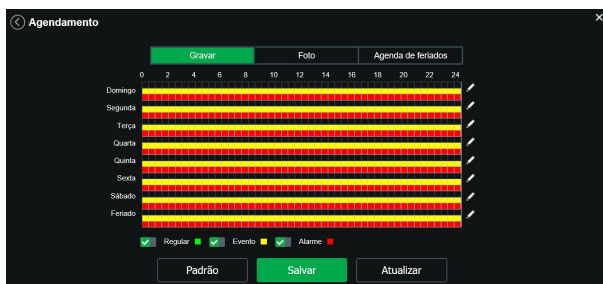 Agendamento
Gravar Foto Agenda de feriados
0 2 4 6 8 10 12 14 16 18 20 22 24
Domingo
Segunda
Terça
Quarta
Quinta
Sexta
Sábado
Feriado
Regular Evento Alarme
Padrão Salvar Atualizar